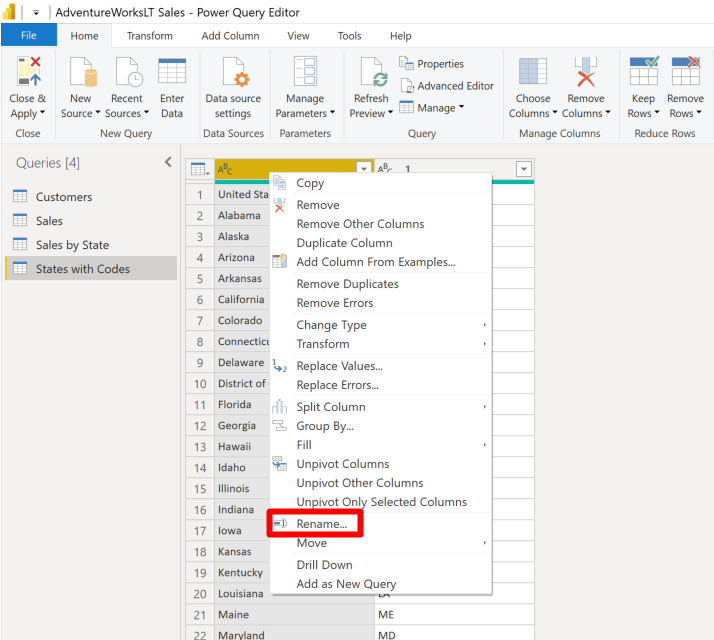 AdventureWorksLT Sales - Power Query Editor
File Home Transform Add Column View Tools Help
Close & Apply
New Source
Recent Sources
Enter Data
Data source settings
Manage Parameters
Refresh Preview
Properties
Advanced Editor
Manage
Choose Columns
Remove Columns
Keep Rows
Remove Rows
Close New Query Data Sources Parameters Query Manage Columns Reduce Rows
Queries [4]
Customers
Sales
Sales by State
States with Codes
ABC ABC 1
1 United Sta
2 Alabama
3 Alaska
4 Arizona
5 Arkansas
6 California
7 Colorado
8 Connecticu
9 Delaware
10 District of
11 Florida
12 Georgia
13 Hawaii
14 Idaho
15 Illinois
16 Indiana
17 Iowa
18 Kansas
19 Kentucky
20 Louisiana LA
21 Maine ME
22 Maryland MD
Copy
Remove
Remove Other Columns
Duplicate Column
Add Column From Examples...
Remove Duplicates
Remove Errors
Change Type
Transform
Replace Values...
Replace Errors...
Split Column
Group By...
Fill
Unpivot Columns
Unpivot Other Columns
Unpivot Only Selected Columns
Rename...
Move
Drill Down
Add as New Query